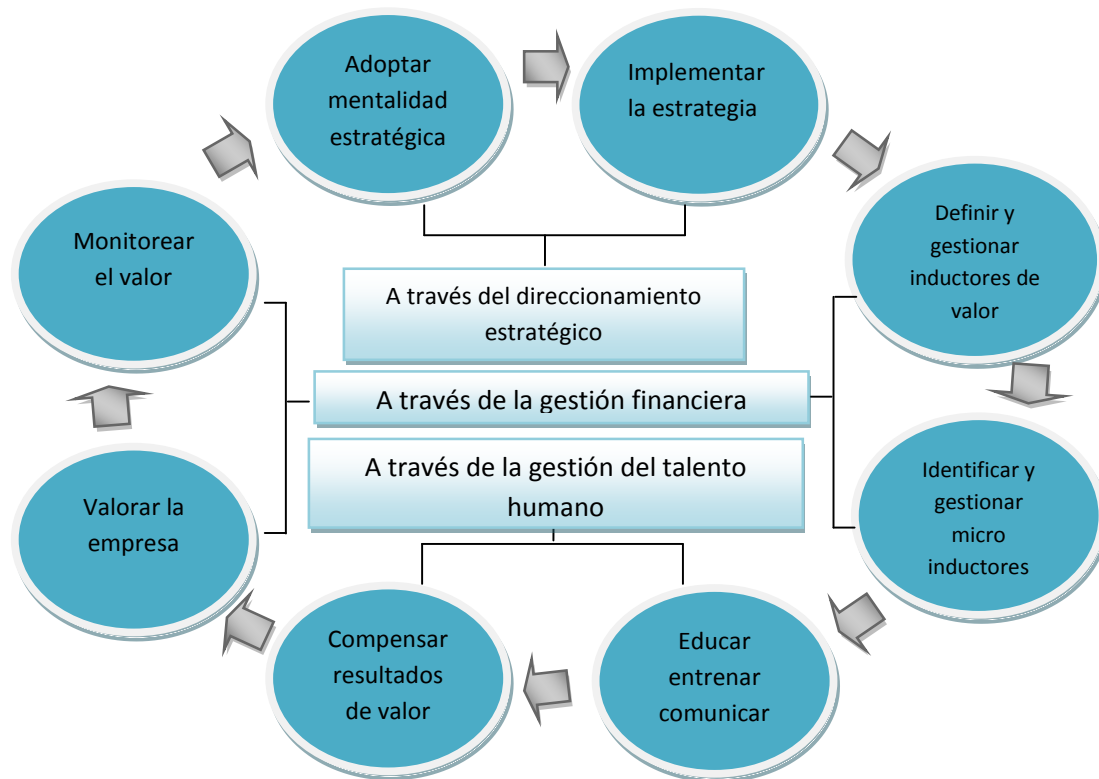 Adoptar
mentalidad
estratégica
Implementar
la estrategia
Definir y
gestionar
inductores de
valor
Identificar y
gestionar
micro
inductores
Educar
entrenar
comunicar
Compensar
resultados
de valor
Valorar la
empresa
Monitorear
el valor
A través del direccionamiento
estratégico
A través de la gestión financiera
A través de la gestión del talento
humano